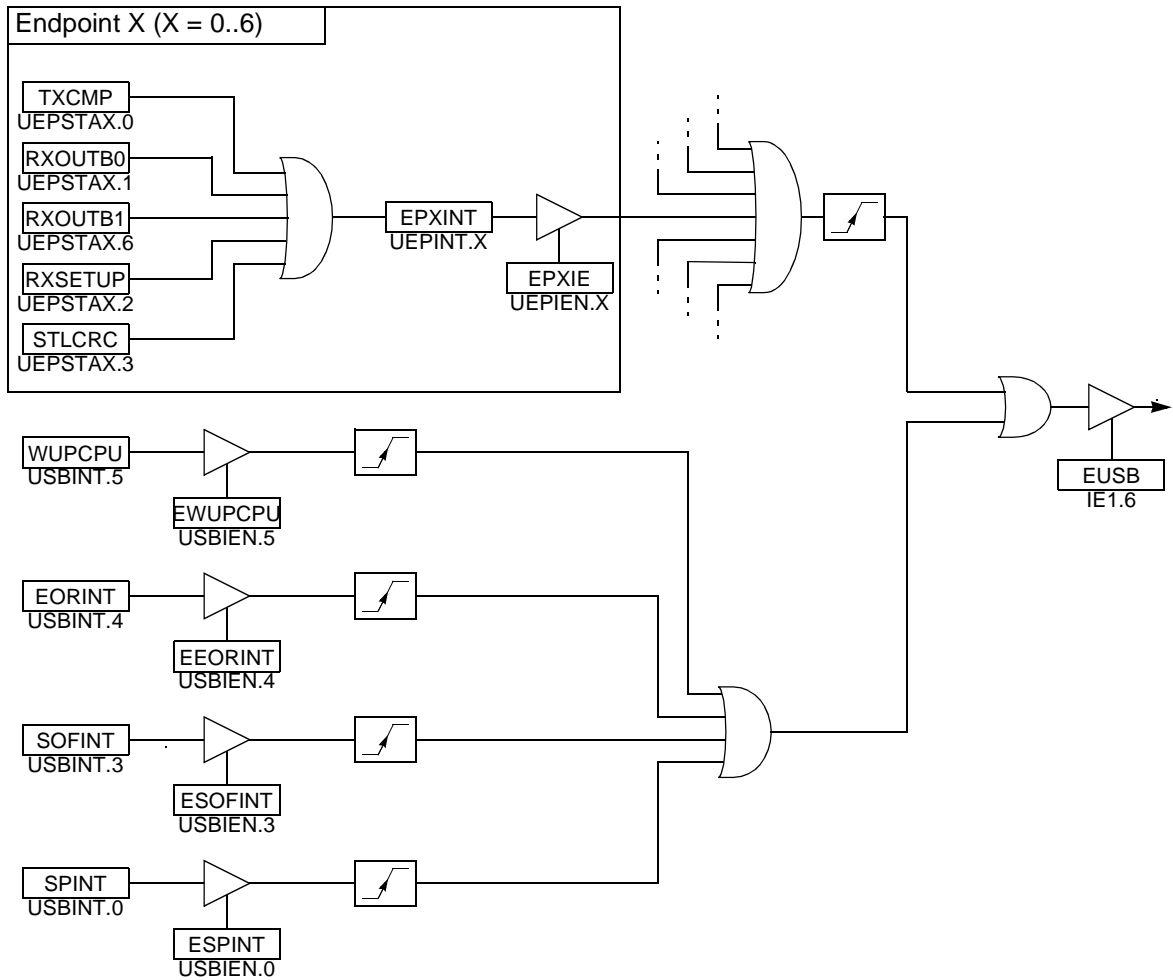 Endpoint X (X = 0..6)
TXCMP
UEPSTAX.0
RXOUTB0
UEPSTAX.1
RXOUTB1
UEPSTAX.6
RXSETUP
UEPSTAX.2
STLCRC
UEPSTAX.3
EPXINT
UEPINT.X
EPXIE
UEPIEN.X
WUPCPU
USBINT.5
EWUPCPU
USBIEN.5
EUSB
IE1.6
EORINT
USBINT.4
EEORINT
USBIEN.4
SOFINT
USBINT.3
ESOFINT
USBIEN.3
SPINT
USBINT.0
ESPINT
USBIEN.0